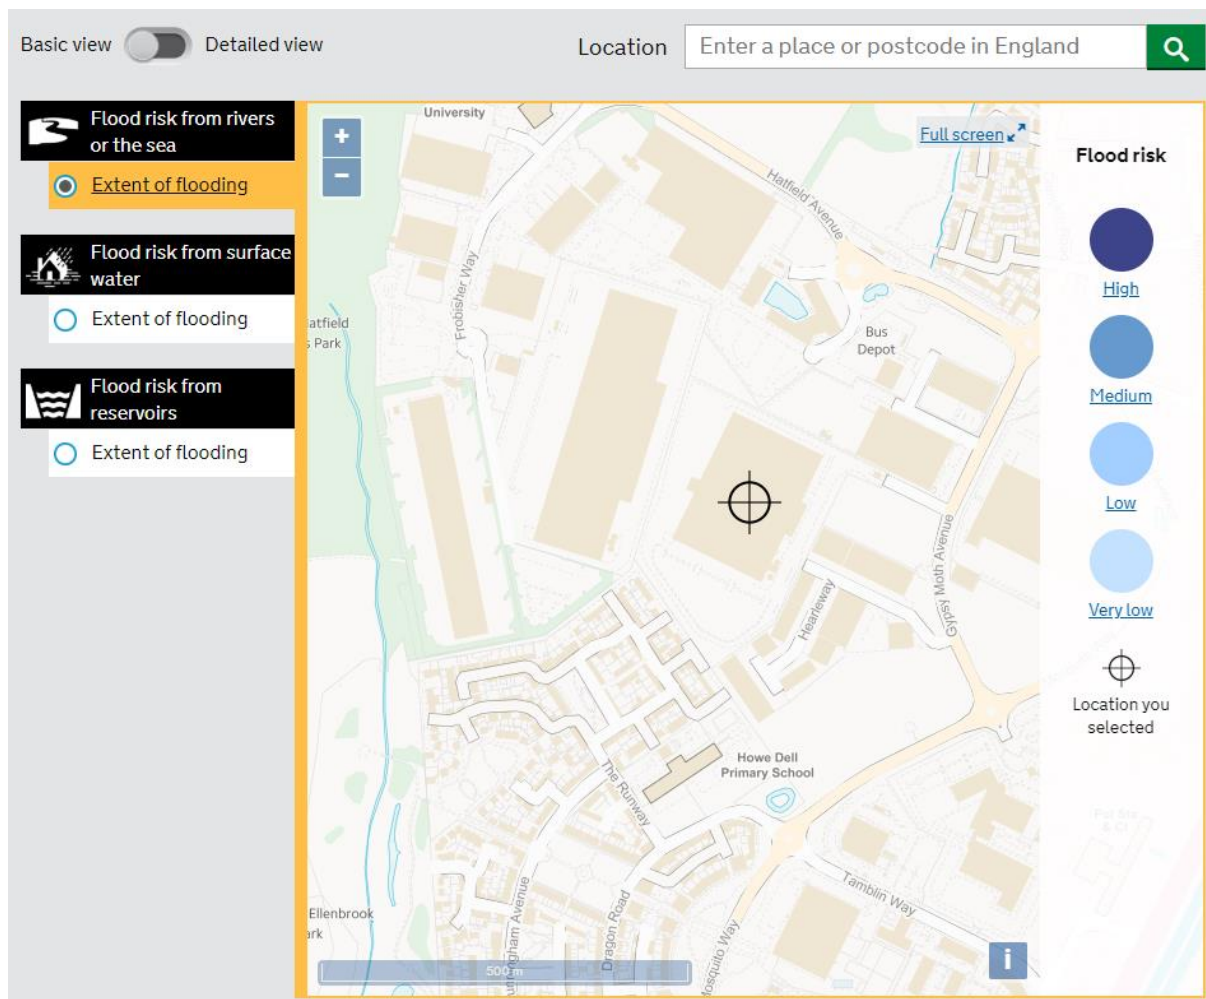 Basic view
Detailed view
Location
Enter a place or postcode in England
Flood risk from rivers
or the sea
Extent of flooding
Flood risk from surface
water
Extent of flooding
Flood risk from
reservoirs
Extent of flooding
+
−
University
Full screen
Hatfield Avenue
Frobisher Way
atfield
s Park
Bus
Depot
Gypsy Moth Avenue
Hearleway
Howe Dell
Primary School
The Runway
Tamblin Way
Ellenbrook
ark
Dragon Road
Mosquito Way
ngham Avenue
500 m
i
Flood risk
High
Medium
Low
Very low
Location you
selected